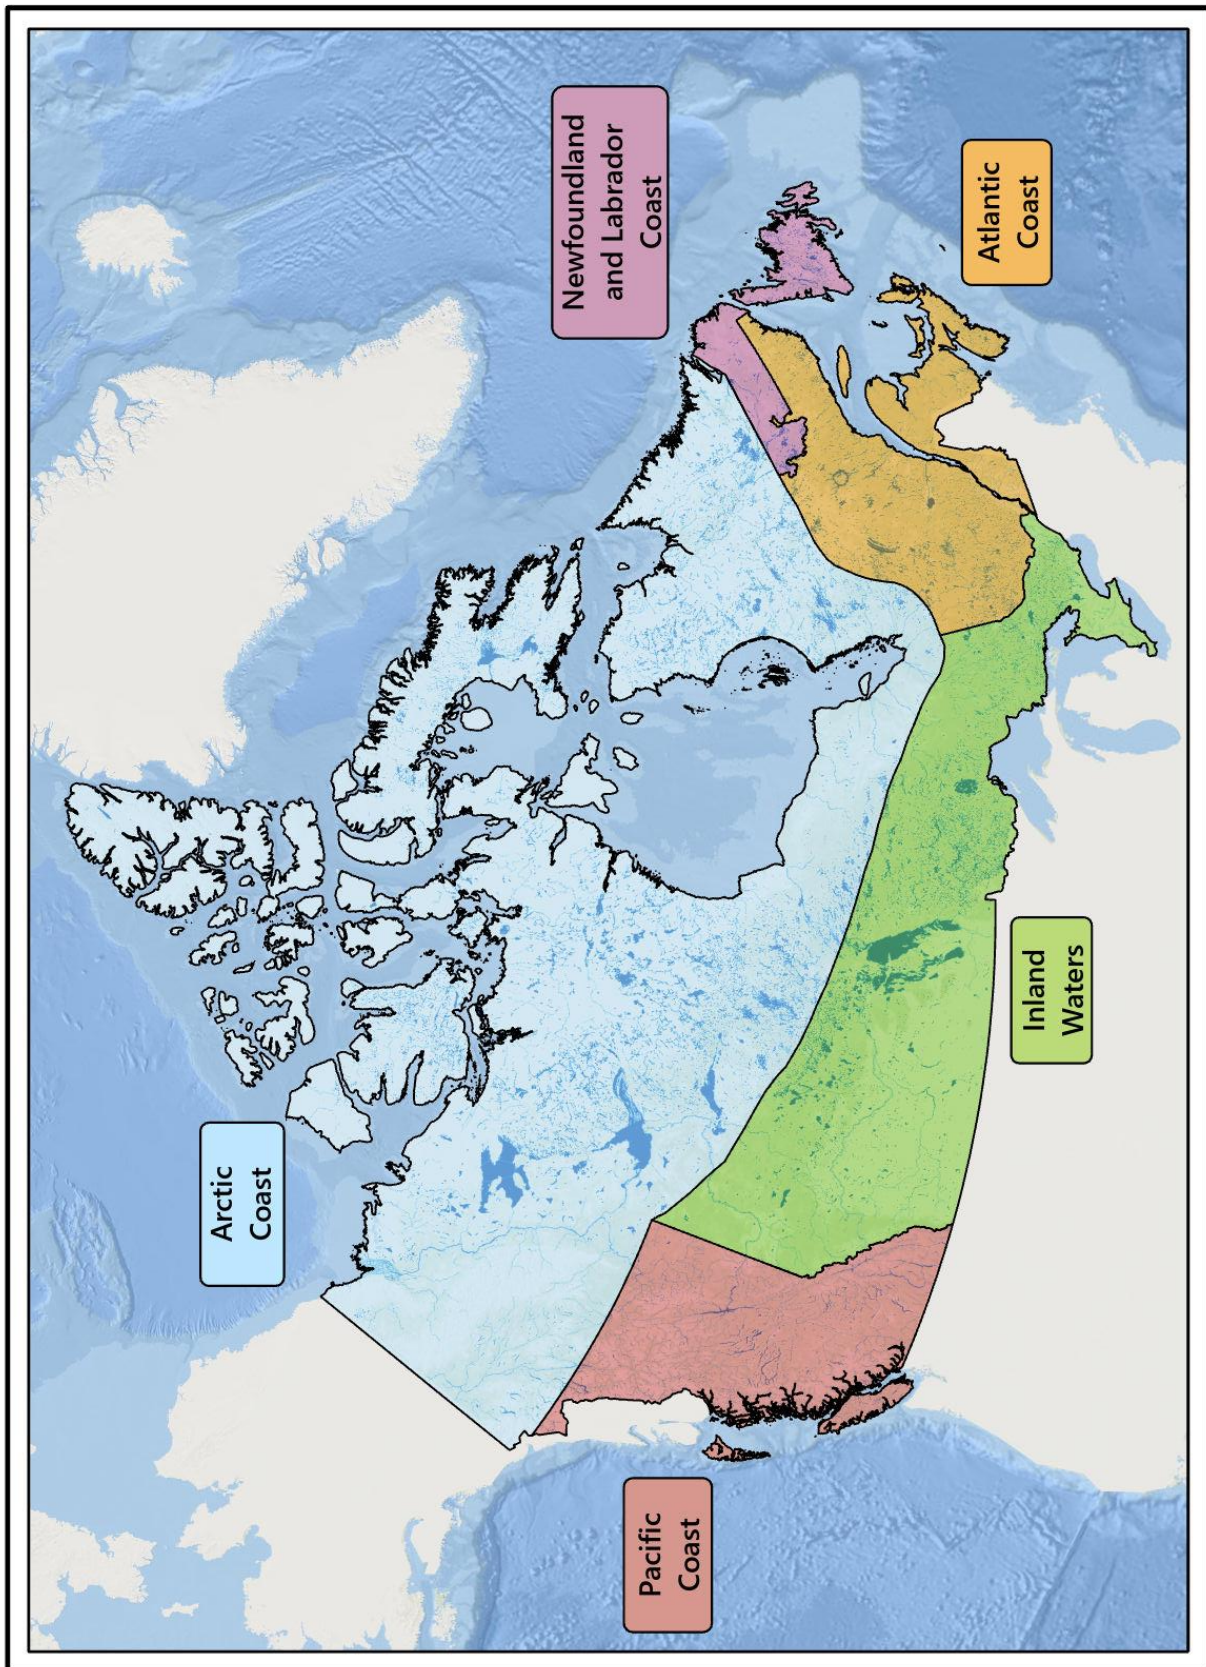 Arctic
Coast
Newfoundland
and Labrador
Coast
Pacific
Coast
Inland
Waters
Atlantic
Coast